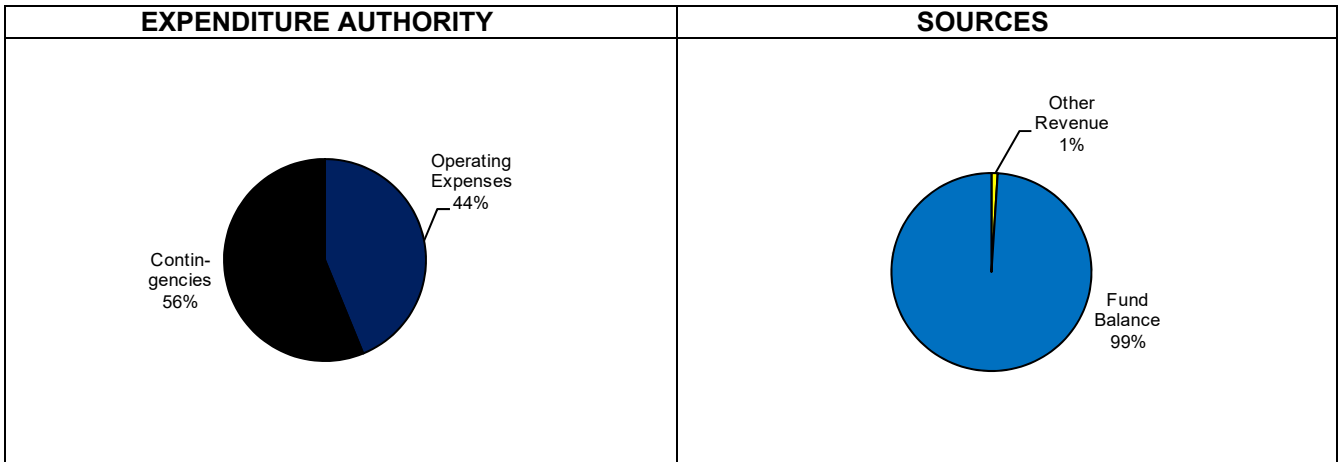 EXPENDITURE AUTHORITY
Operating
Expenses
44%
Contin-
gencies
56%
SOURCES
Other
Revenue
1%
Fund
Balance
99%